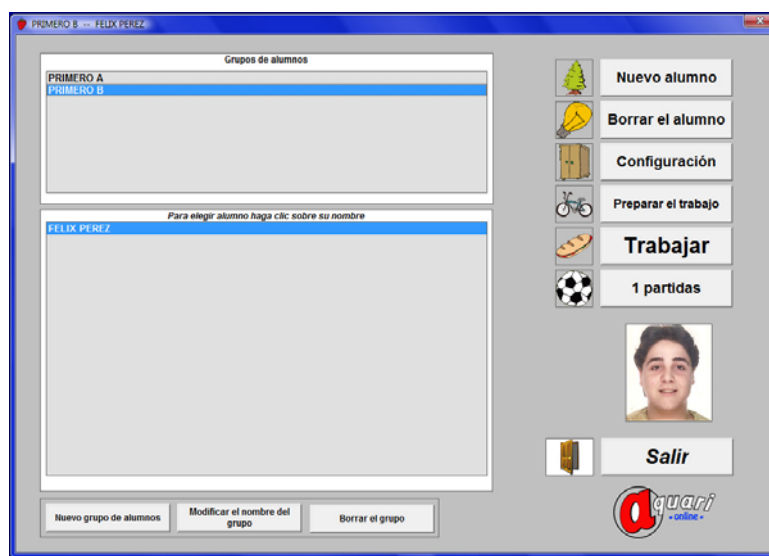 PRIMERO B -- FELIX PEREZ
Grupos de alumnos
PRIMERO A
PRIMERO B
Para elegir alumno haga clic sobre su nombre
FELIX PEREZ
Nuevo grupo de alumnos
Modificar el nombre del
grupo
Borrar el grupo
Nuevo alumno
Borrar el alumno
Configuración
Preparar el trabajo
Trabajar
1 partidas
Salir
aquari
- online -